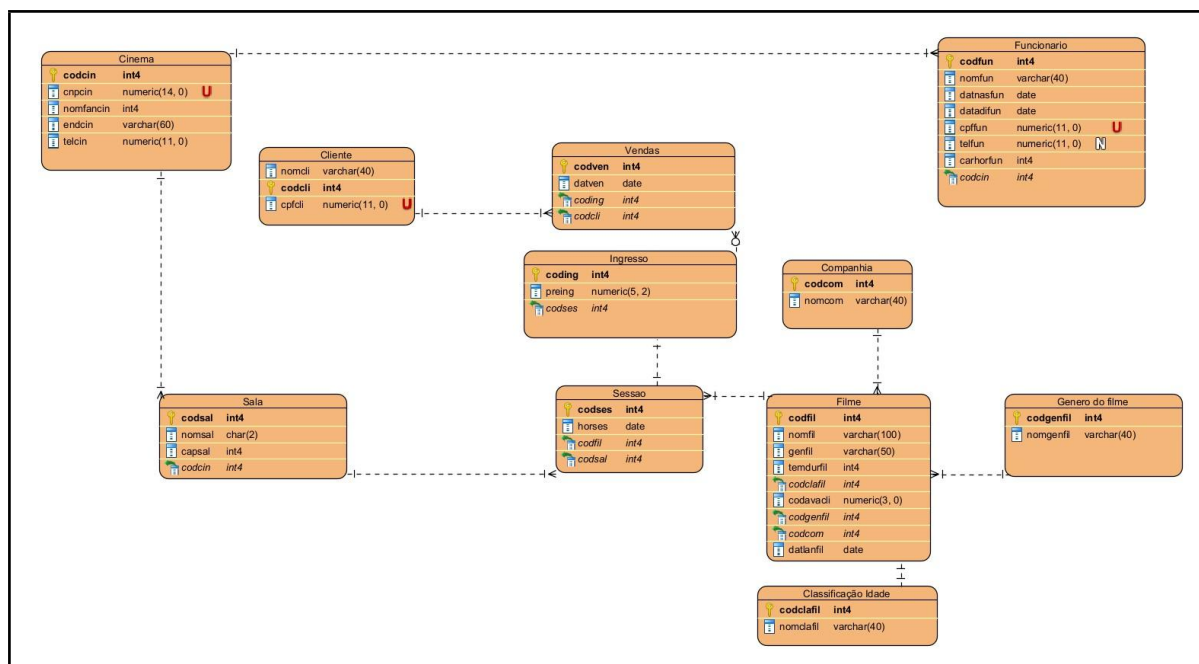 Cinema
codcin int4
cnpcin numeric(14, 0) U
nomfancin int4
endcin varchar(60)
telcin numeric(11, 0)
Funcionario
codfun int4
nomfun varchar(40)
datnasfun date
datadifun date
cpffun numeric(11, 0) U
telfun numeric(11, 0) N
carhorfun int4
codcin int4
Cliente
nomcli varchar(40)
codcli int4
cpfcli numeric(11, 0) U
Vendas
codven int4
datven date
coding int4
codcli int4
Ingresso
coding int4
preing numeric(5, 2)
codses int4
Companhia
codcom int4
nomcom varchar(40)
Sala
codsal int4
nomsal char(2)
capsal int4
codcin int4
Sessao
codses int4
horses date
codfil int4
codsal int4
Filme
codfil int4
nomfil varchar(100)
genfil varchar(50)
temdurfil int4
codclafil int4
codavacli numeric(3, 0)
codgenfil int4
codcom int4
datlanfil date
Genero do filme
codgenfil int4
nomgenfil varchar(40)
Classificação Idade
codclafil int4
nomclafil varchar(40)